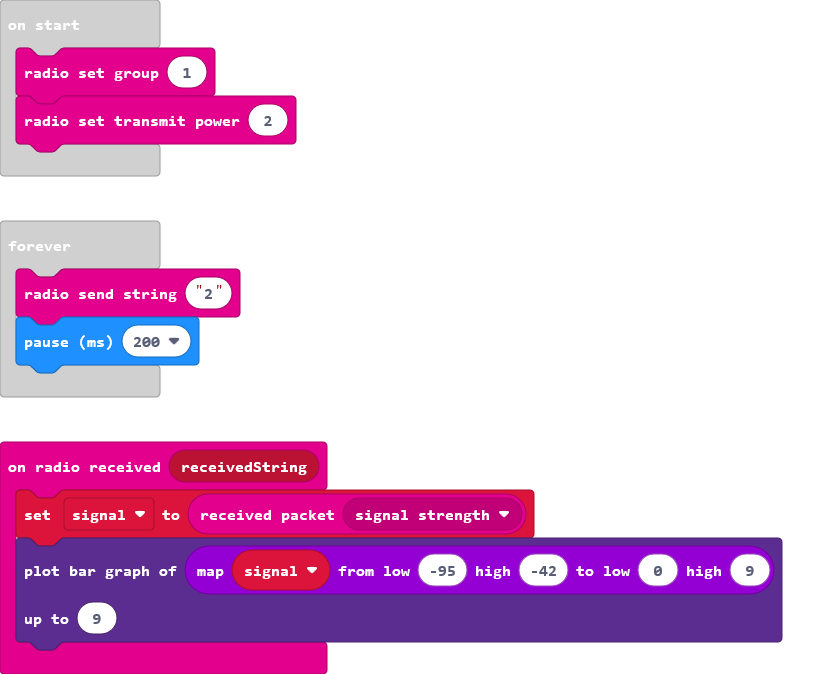 on start
radio set group 1
radio set transmit power 2
forever
radio send string "2"
pause (ms) 200
on radio received receivedString
set signal to received packet signal strength
plot bar graph of map signal from low -95 high -42 to low 0 high 9
up to 9